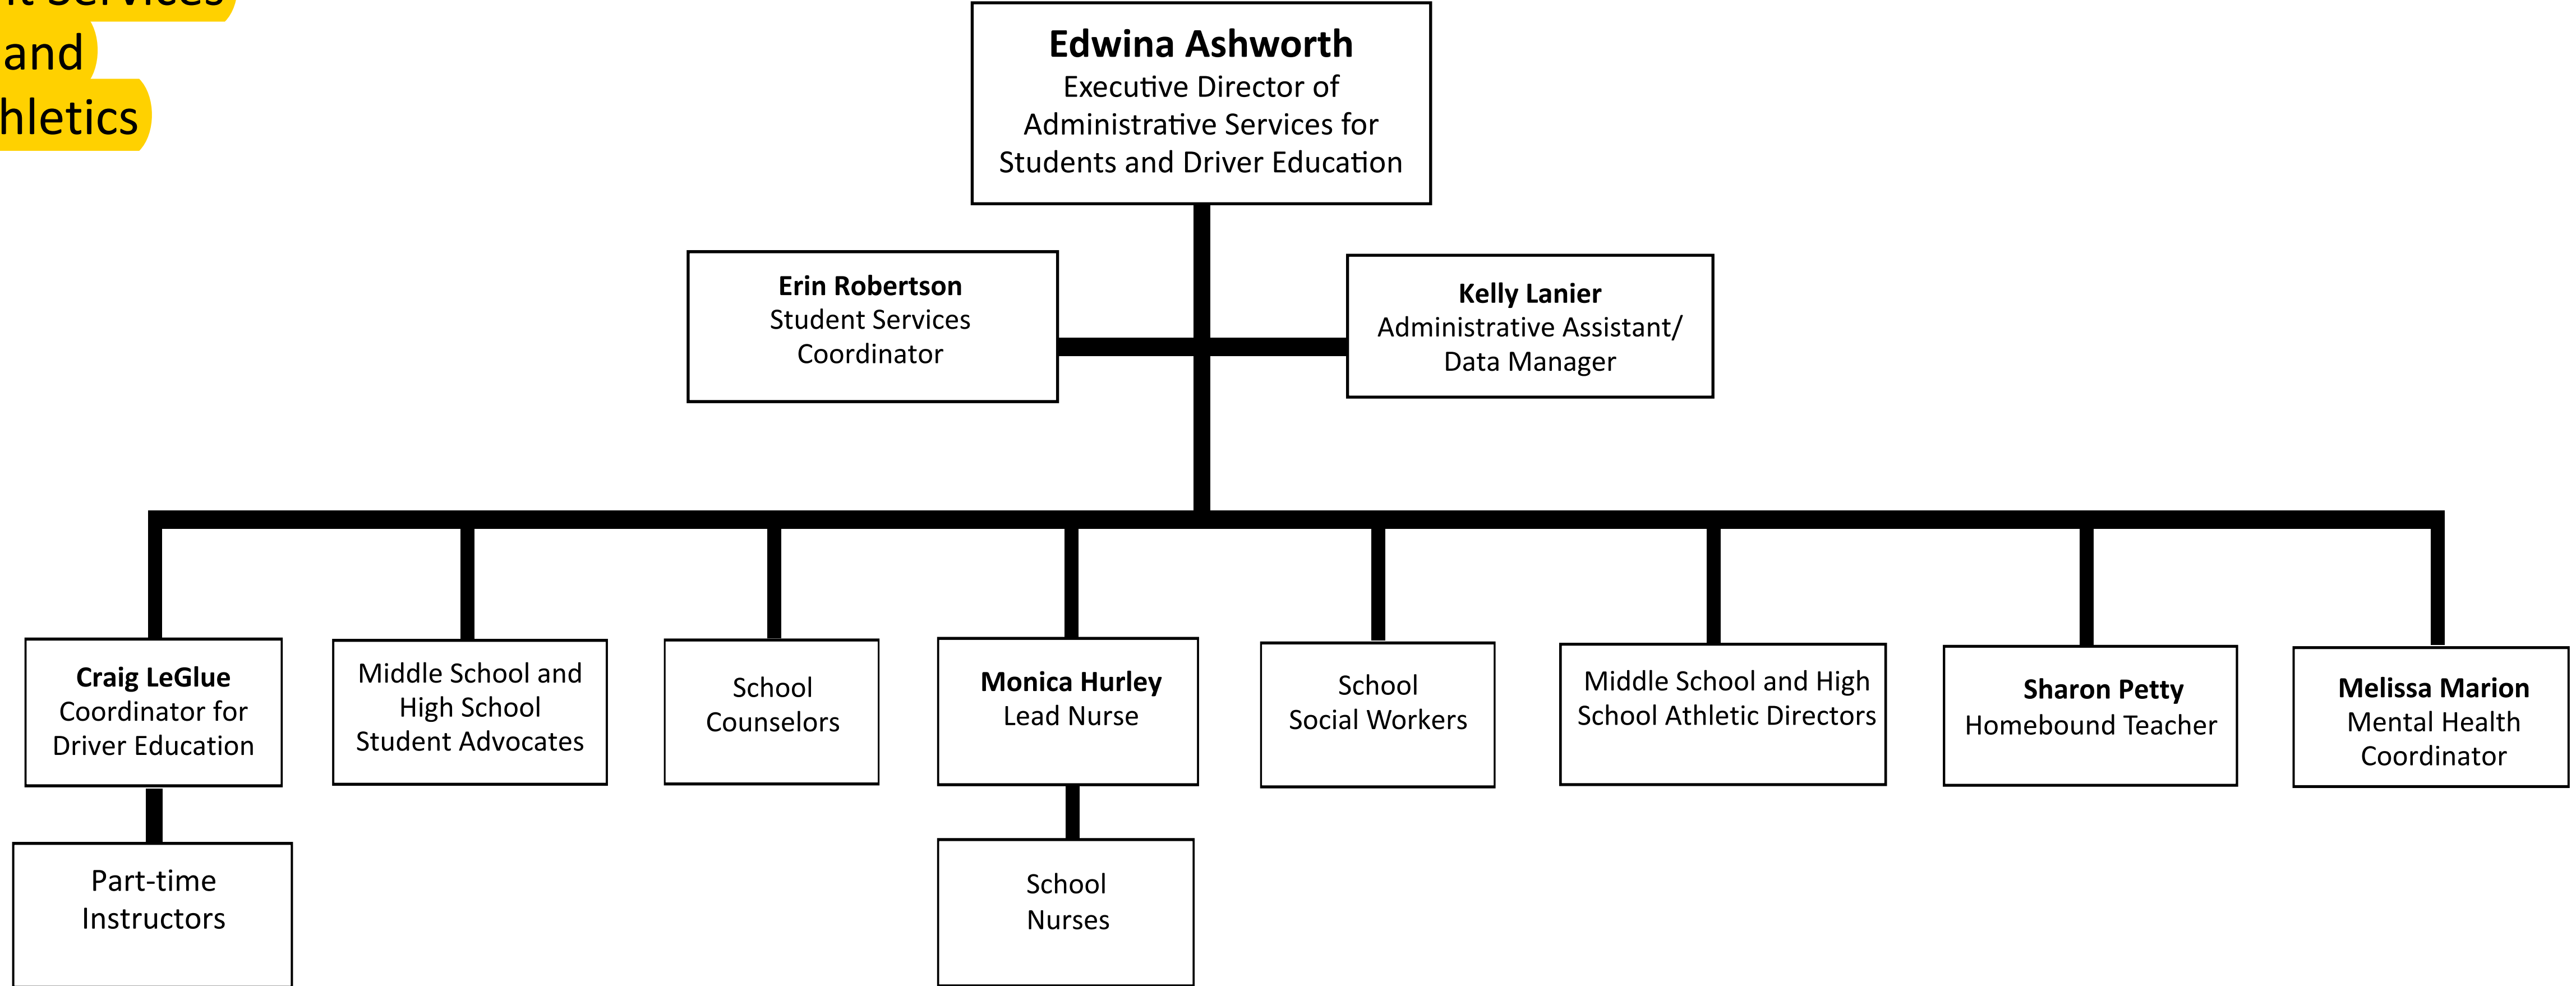 Services
and
Edwina Ashworth
Executive Director of
Administrative Services for
Students and Driver Education
Erin Robertson
Student Services
Coordinator
Kelly Lanier
Administrative Assistant/
Data Manager
Craig LeGlue
Coordinator for
Driver Education
Middle School and
High School
Student Advocates
School
Counselors
Monica Hurley
Lead Nurse
School
Social Workers
Middle School and High
School Athletic Directors
Sharon Petty
Homebound Teacher
Melissa Marion
Mental Health
Coordinator
Part-time
Instructors
School
Nurses